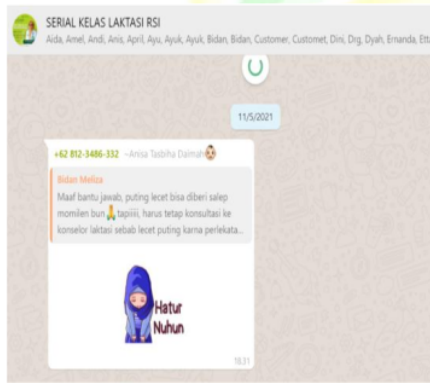 SERIAL KELAS LAKTASI RSI
Aida, Amel, Andi, Anis, April, Ayu, Ayuk, Ayuk, Bidan, Bidan, Customer, Customet, Dini, Drg, Dyah, Ernanda, Etta
11/5/2021
+62 812-3486-332 ~Anisa Tasbiha Daimah👶🏻
Bidan Meliza
Maaf bantu jawab, puting lecet bisa diberi salep
momilen bun🙏 tapiiii, harus tetap konsultasi ke
konselor laktasi sebab lecet puting karna perlekata...
Hatur
Nuhun
18.31